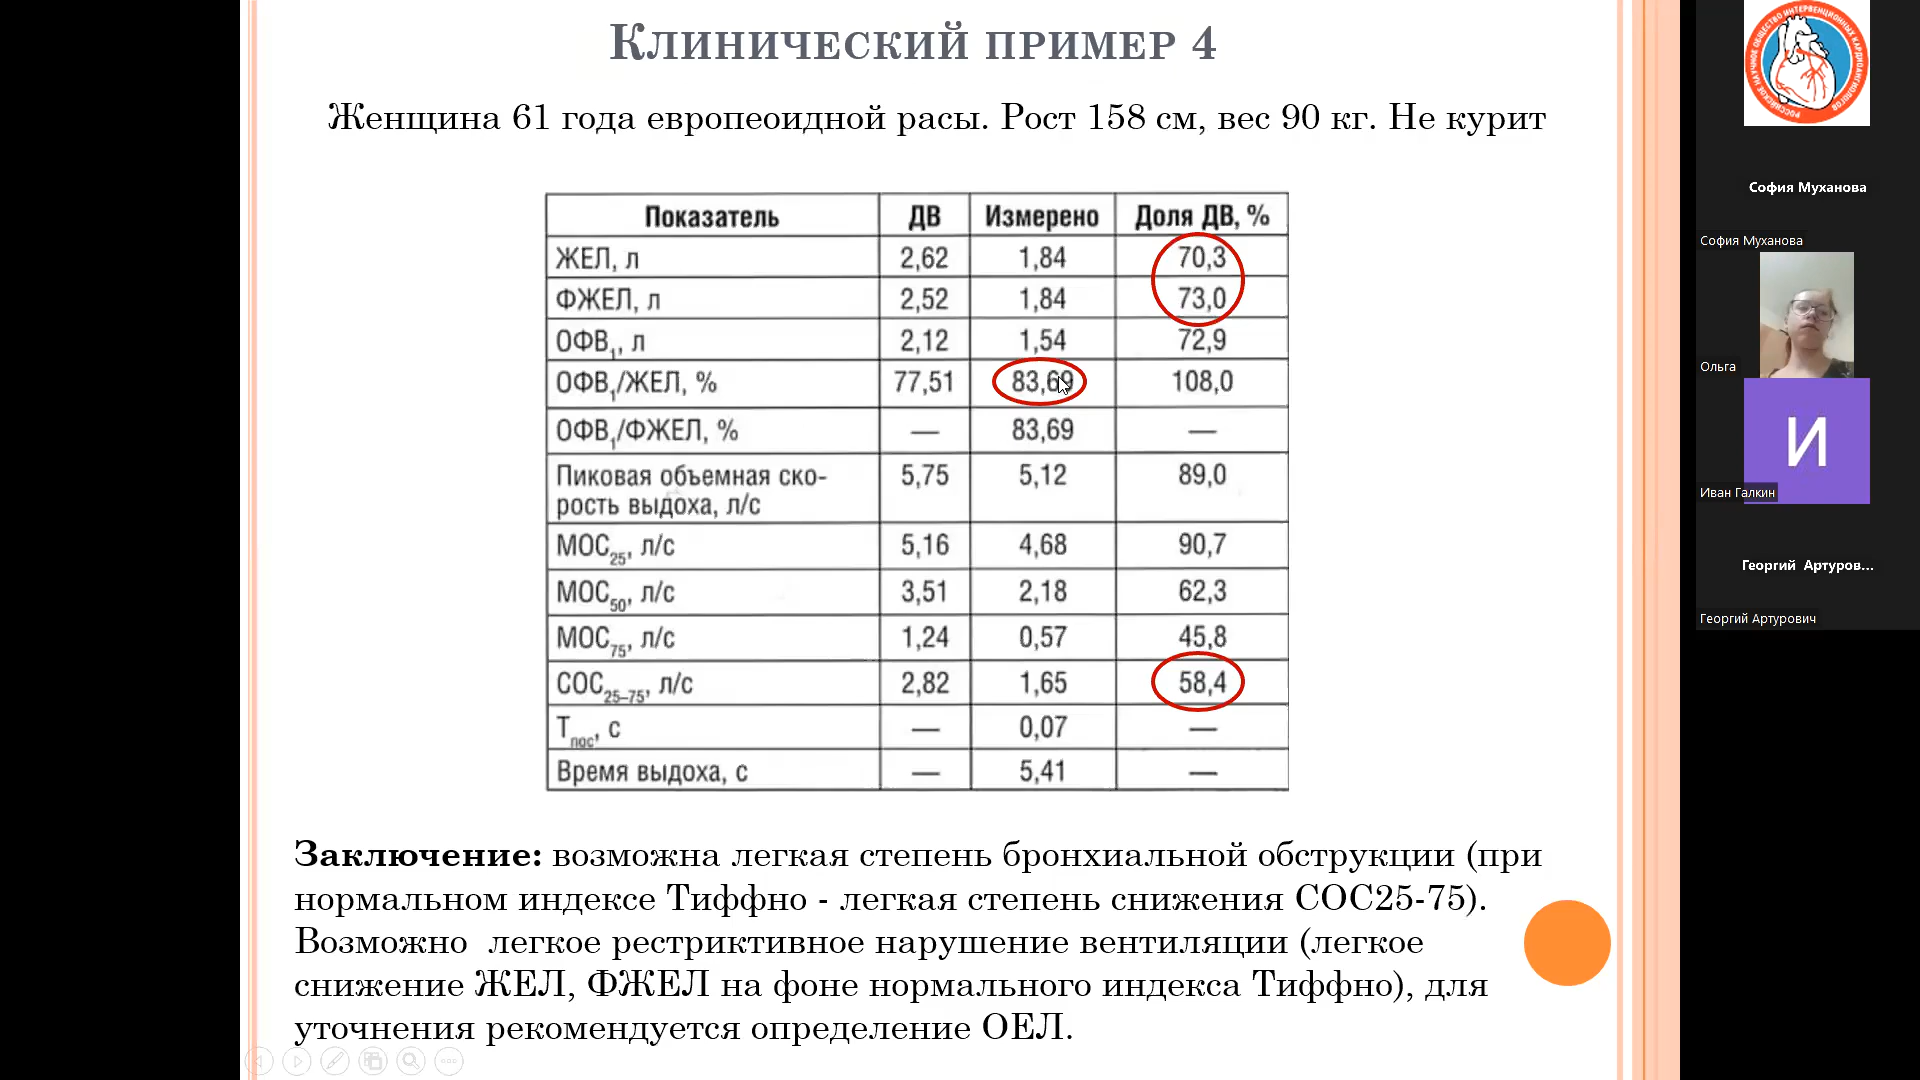 Клинический пример 4
Женщина 61 года европеоидной расы. Рост 158 см, вес 90 кг. Не курит
Показатель ДВ Измерено Доля ДВ, %
ЖЕЛ, л 2,62 1,84 70,3
ФЖЕЛ, л 2,52 1,84 73,0
ОФВ1, л 2,12 1,54 72,9
ОФВ1/ЖЕЛ, % 77,51 83,69 108,0
ОФВ1/ФЖЕЛ, % — 83,69 —
Пиковая объемная ско-
рость выдоха, л/с 5,75 5,12 89,0
МОС25, л/с 5,16 4,68 90,7
МОС50, л/с 3,51 2,18 62,3
МОС75, л/с 1,24 0,57 45,8
СОС25–75, л/с 2,82 1,65 58,4
Тпос, с — 0,07 —
Время выдоха, с — 5,41 —
Заключение: возможна легкая степень бронхиальной обструкции (при
нормальном индексе Тиффно - легкая степень снижения СОС25-75).
Возможно легкое рестриктивное нарушение вентиляции (легкое
снижение ЖЕЛ, ФЖЕЛ на фоне нормального индекса Тиффно), для
уточнения рекомендуется определение ОЕЛ.
РОССИЙСКОЕ НАУЧНОЕ ОБЩЕСТВО ИНТЕРВЕНЦИОННЫХ КАРДИОАНГИОЛОГОВ
София Муханова
София Муханова
Ольга
И
Иван Галкин
Георгий Артуров...
Георгий Артурович